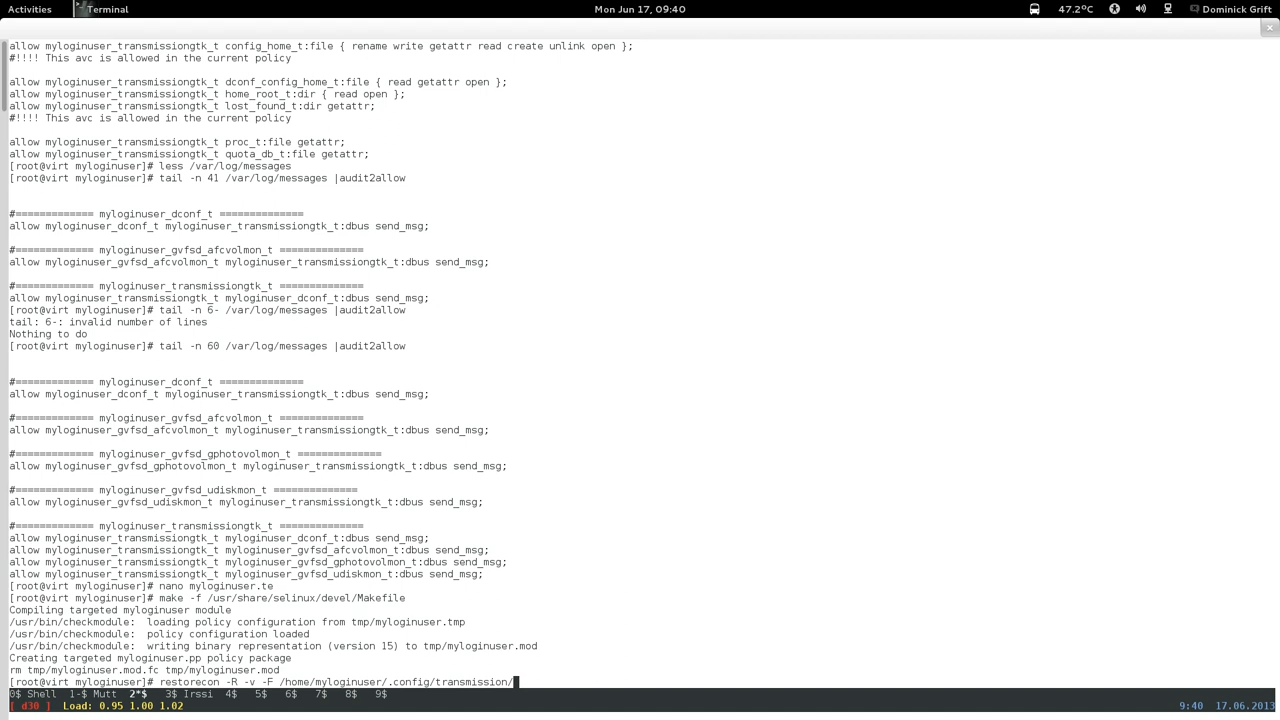 Activities Terminal Mon Jun 17, 09:40 47.2°C Dominick Grift
allow myloginuser_transmissiongtk_t config_home_t:file { rename write getattr read create unlink open };
#!!!! This avc is allowed in the current policy
allow myloginuser_transmissiongtk_t dconf_config_home_t:file { read getattr open };
allow myloginuser_transmissiongtk_t home_root_t:dir { read open };
allow myloginuser_transmissiongtk_t lost_found_t:dir getattr;
#!!!! This avc is allowed in the current policy
allow myloginuser_transmissiongtk_t proc_t:file getattr;
allow myloginuser_transmissiongtk_t quota_db_t:file getattr;
[root@virt myloginuser]# less /var/log/messages
[root@virt myloginuser]# tail -n 41 /var/log/messages |audit2allow
#============= myloginuser_dconf_t ==============
allow myloginuser_dconf_t myloginuser_transmissiongtk_t:dbus send_msg;
#============= myloginuser_gvfsd_afcvolmon_t ==============
allow myloginuser_gvfsd_afcvolmon_t myloginuser_transmissiongtk_t:dbus send_msg;
#============= myloginuser_transmissiongtk_t ==============
allow myloginuser_transmissiongtk_t myloginuser_dconf_t:dbus send_msg;
[root@virt myloginuser]# tail -n 6- /var/log/messages |audit2allow
tail: 6-: invalid number of lines
Nothing to do
[root@virt myloginuser]# tail -n 60 /var/log/messages |audit2allow
#============= myloginuser_dconf_t ==============
allow myloginuser_dconf_t myloginuser_transmissiongtk_t:dbus send_msg;
#============= myloginuser_gvfsd_afcvolmon_t ==============
allow myloginuser_gvfsd_afcvolmon_t myloginuser_transmissiongtk_t:dbus send_msg;
#============= myloginuser_gvfsd_gphotovolmon_t ==============
allow myloginuser_gvfsd_gphotovolmon_t myloginuser_transmissiongtk_t:dbus send_msg;
#============= myloginuser_gvfsd_udiskmon_t ==============
allow myloginuser_gvfsd_udiskmon_t myloginuser_transmissiongtk_t:dbus send_msg;
#============= myloginuser_transmissiongtk_t ==============
allow myloginuser_transmissiongtk_t myloginuser_dconf_t:dbus send_msg;
allow myloginuser_transmissiongtk_t myloginuser_gvfsd_afcvolmon_t:dbus send_msg;
allow myloginuser_transmissiongtk_t myloginuser_gvfsd_gphotovolmon_t:dbus send_msg;
allow myloginuser_transmissiongtk_t myloginuser_gvfsd_udiskmon_t:dbus send_msg;
[root@virt myloginuser]# nano myloginuser.te
[root@virt myloginuser]# make -f /usr/share/selinux/devel/Makefile
Compiling targeted myloginuser module
/usr/bin/checkmodule:  loading policy configuration from tmp/myloginuser.tmp
/usr/bin/checkmodule:  policy configuration loaded
/usr/bin/checkmodule:  writing binary representation (version 15) to tmp/myloginuser.mod
Creating targeted myloginuser.pp policy package
rm tmp/myloginuser.mod.fc tmp/myloginuser.mod
[root@virt myloginuser]# restorecon -R -v -F /home/myloginuser/.config/transmission/
0$ Shell  1-$ Mutt  2*$  3$ Irssi  4$  5$  6$  7$  8$  9$
[ d30 ]  Load: 0.95 1.00 1.02 9:40  17.06.2013